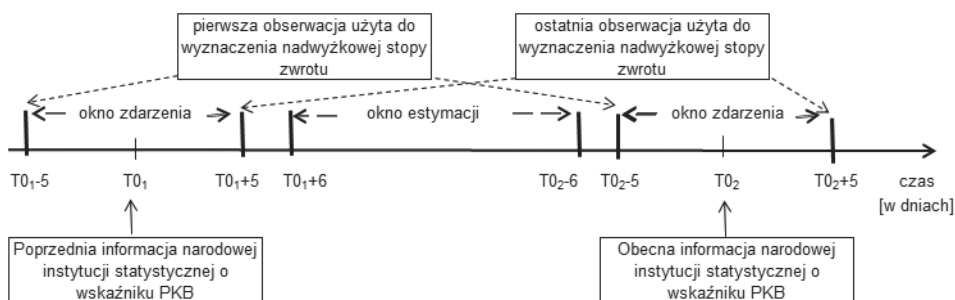 pierwsza obserwacja użyta do
wyznaczenia nadwyżkowej stopy
zwrotu
ostatnia obserwacja użyta do
wyznaczenia nadwyżkowej stopy
zwrotu
okno zdarzenia
okno estymacji
okno zdarzenia
T0₁-5
T0₁
T0₁+5
T0₁+6
T0₂-6
T0₂-5
T0₂
T0₂+5
czas
[w dniach]
Poprzednia informacja narodowej
instytucji statystycznej o
wskaźniku PKB
Obecna informacja narodowej
instytucji statystycznej o
wskaźniku PKB